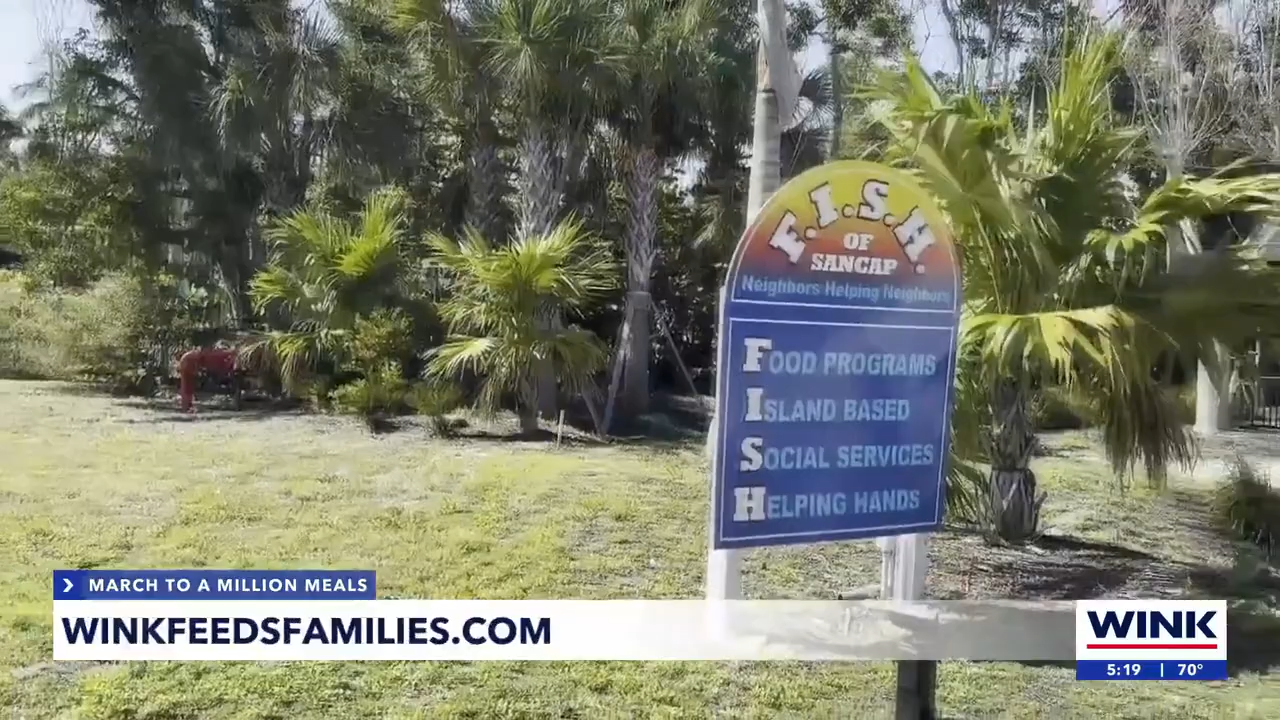 F.I.S.H.
OF
SANCAP
Neighbors Helping Neighbors
FOOD PROGRAMS
ISLAND BASED
SOCIAL SERVICES
HELPING HANDS
MARCH TO A MILLION MEALS
WINKFEEDSFAMILIES.COM
WINK
5:19 | 70°